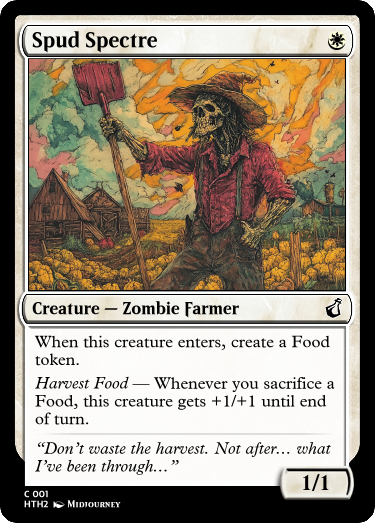 Spud Spectre
Creature — Zombie Farmer
When this creature enters, create a Food
token.
Harvest Food — Whenever you sacrifice a
Food, this creature gets +1/+1 until end
of turn.
“Don't waste the harvest. Not after… what
I've been through…”
1/1
C 001
HTH2 Midjourney